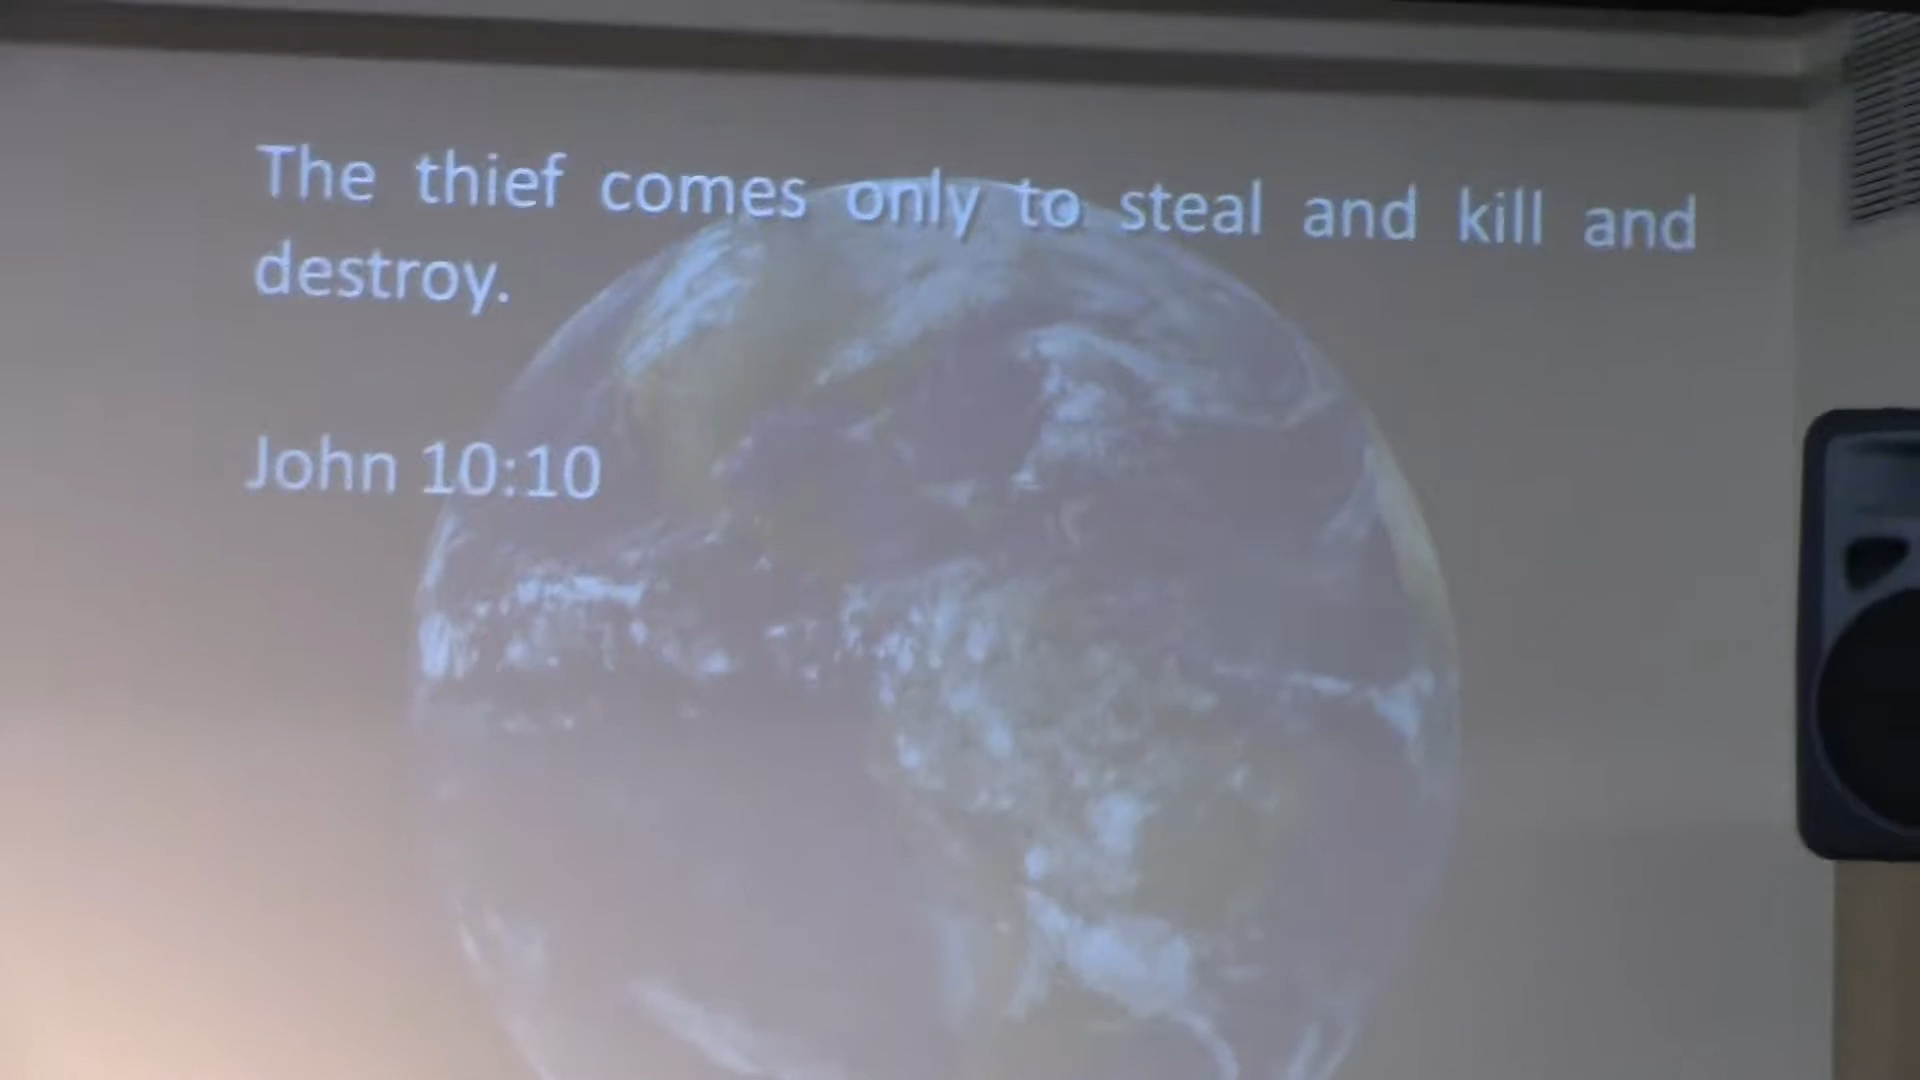 The thief comes only to steal and kill and
destroy.
John 10:10